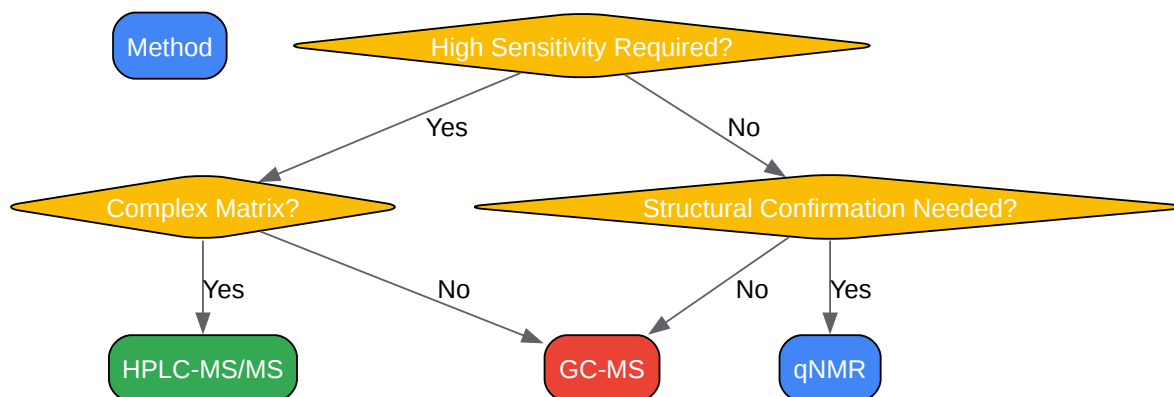 Method
High Sensitivity Required?
Yes
No
Complex Matrix?
Structural Confirmation Needed?
Yes
No
No
Yes
HPLC-MS/MS
GC-MS
qNMR